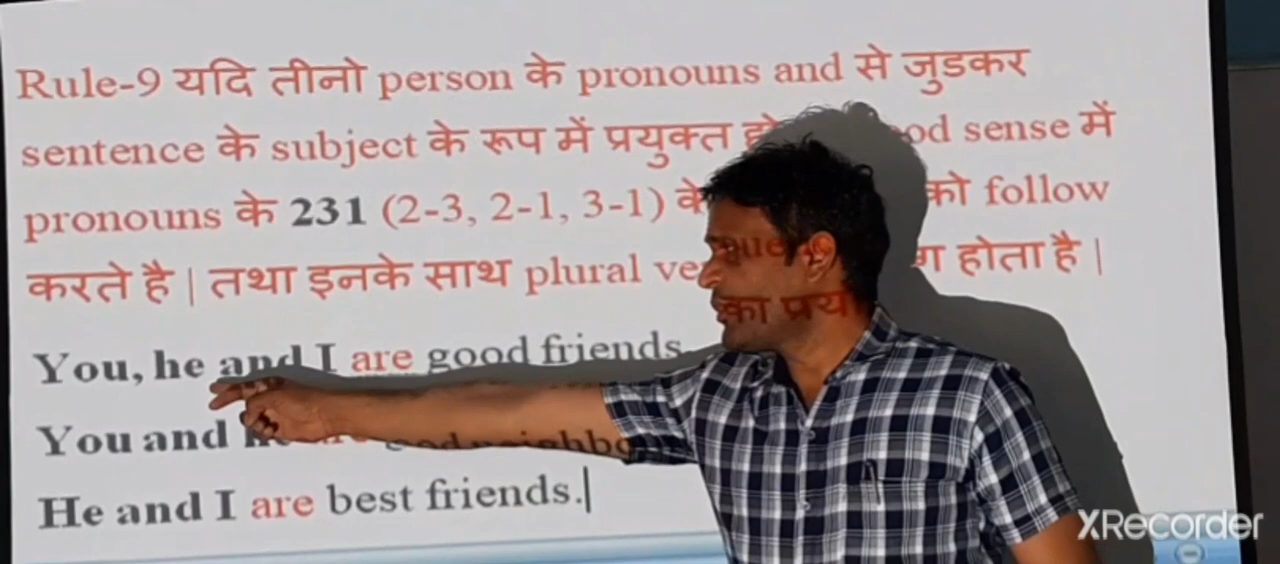 Rule-9 यदि तीनो person के pronouns and से जुडकर
sentence के subject के रूप में प्रयुक्त sense में
pronouns के 231 (2-3, 2-1, 3-1) के को follow
करते है | तथा इनके साथ plural होता है |
का
You, he and I are good friends.
You and are good
He and I are best friends.
XRecorder